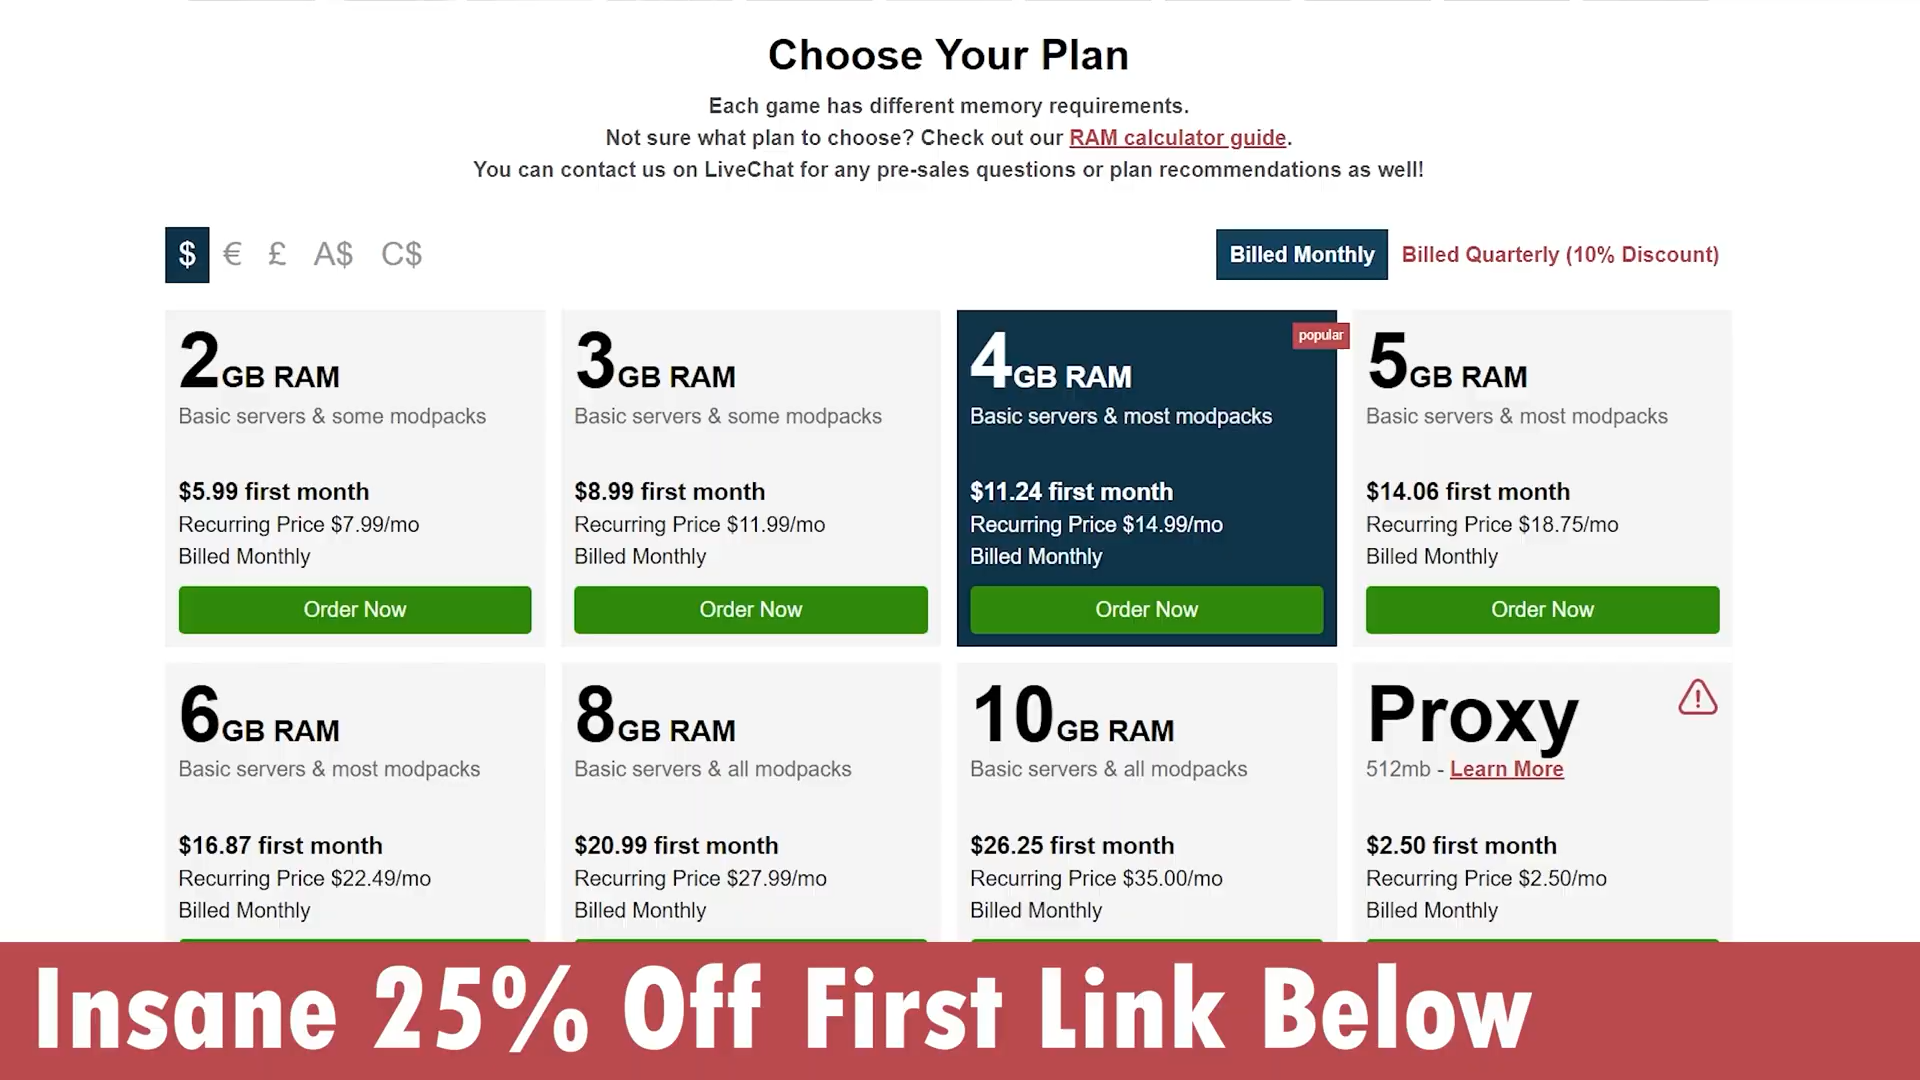 Choose Your Plan
Each game has different memory requirements.
Not sure what plan to choose? Check out our RAM calculator guide.
You can contact us on LiveChat for any pre-sales questions or plan recommendations as well!
$ € £ A$ C$
Billed Monthly Billed Quarterly (10% Discount)
2GB RAM
Basic servers & some modpacks
$5.99 first month
Recurring Price $7.99/mo
Billed Monthly
Order Now
3GB RAM
Basic servers & some modpacks
$8.99 first month
Recurring Price $11.99/mo
Billed Monthly
Order Now
popular
4GB RAM
Basic servers & most modpacks
$11.24 first month
Recurring Price $14.99/mo
Billed Monthly
Order Now
5GB RAM
Basic servers & most modpacks
$14.06 first month
Recurring Price $18.75/mo
Billed Monthly
Order Now
6GB RAM
Basic servers & most modpacks
$16.87 first month
Recurring Price $22.49/mo
Billed Monthly
8GB RAM
Basic servers & all modpacks
$20.99 first month
Recurring Price $27.99/mo
Billed Monthly
10GB RAM
Basic servers & all modpacks
$26.25 first month
Recurring Price $35.00/mo
Billed Monthly
Proxy
512mb - Learn More
$2.50 first month
Recurring Price $2.50/mo
Billed Monthly
Insane 25% Off First Link Below